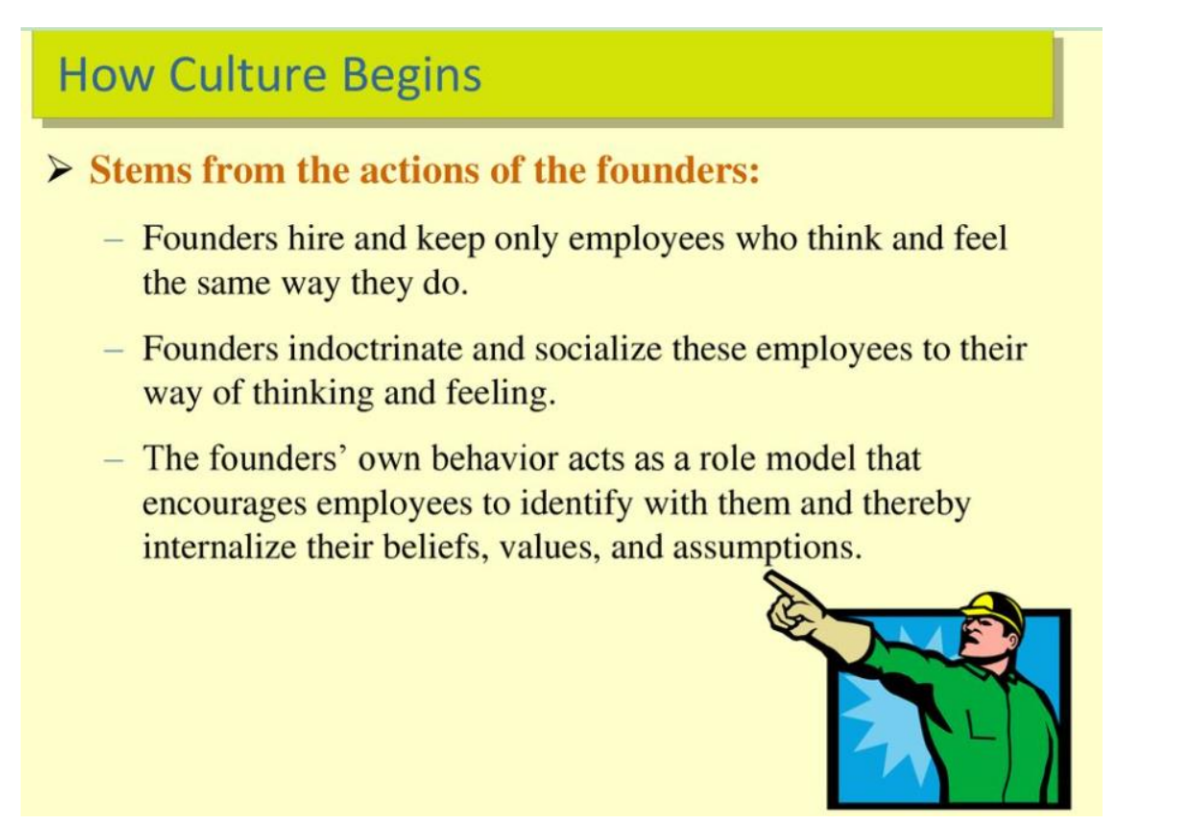 How Culture Begins
➢ Stems from the actions of the founders:
– Founders hire and keep only employees who think and feel
the same way they do.
– Founders indoctrinate and socialize these employees to their
way of thinking and feeling.
– The founders’ own behavior acts as a role model that
encourages employees to identify with them and thereby
internalize their beliefs, values, and assumptions.